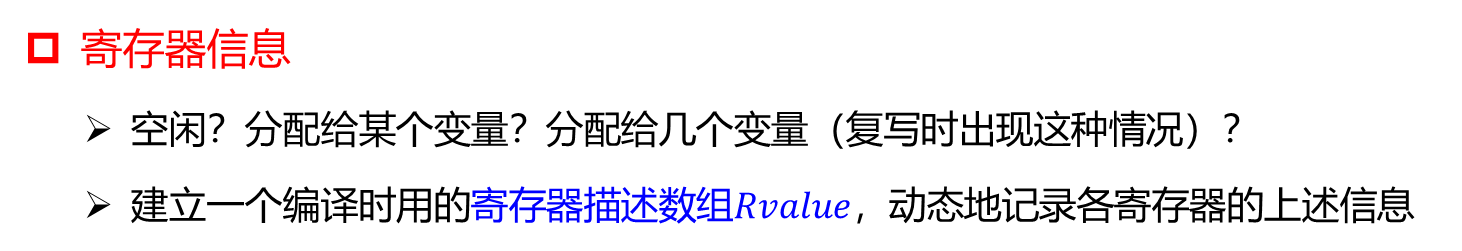 寄存器信息
空闲？分配给某个变量？分配给几个变量（复写时出现这种情况）？
建立一个编译时用的寄存器描述数组Rvalue，动态地记录各寄存器的上述信息